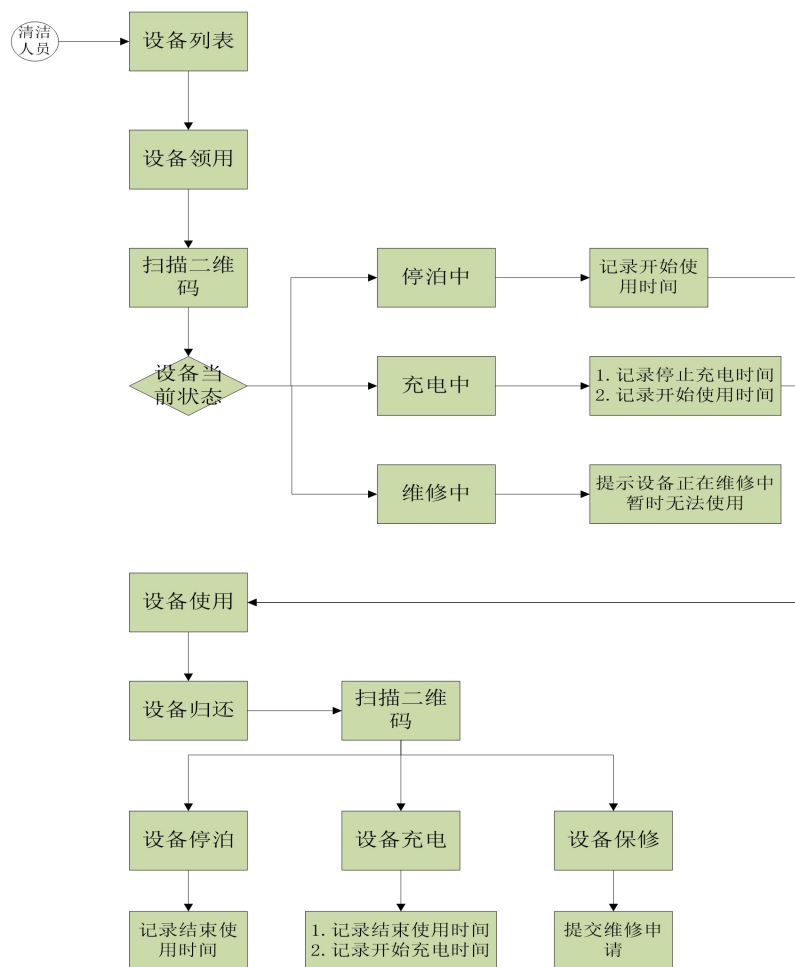 清洁
人员
设备列表
设备领用
扫描二维
码
设备当
前状态
停泊中
记录开始使
用时间
充电中
1.记录停止充电时间
2.记录开始使用时间
维修中
提示设备正在维修中
暂时无法使用
设备使用
设备归还
扫描二维
码
设备停泊
设备充电
设备保修
记录结束使
用时间
1.记录结束使用时间
2.记录开始充电时间
提交维修申
请